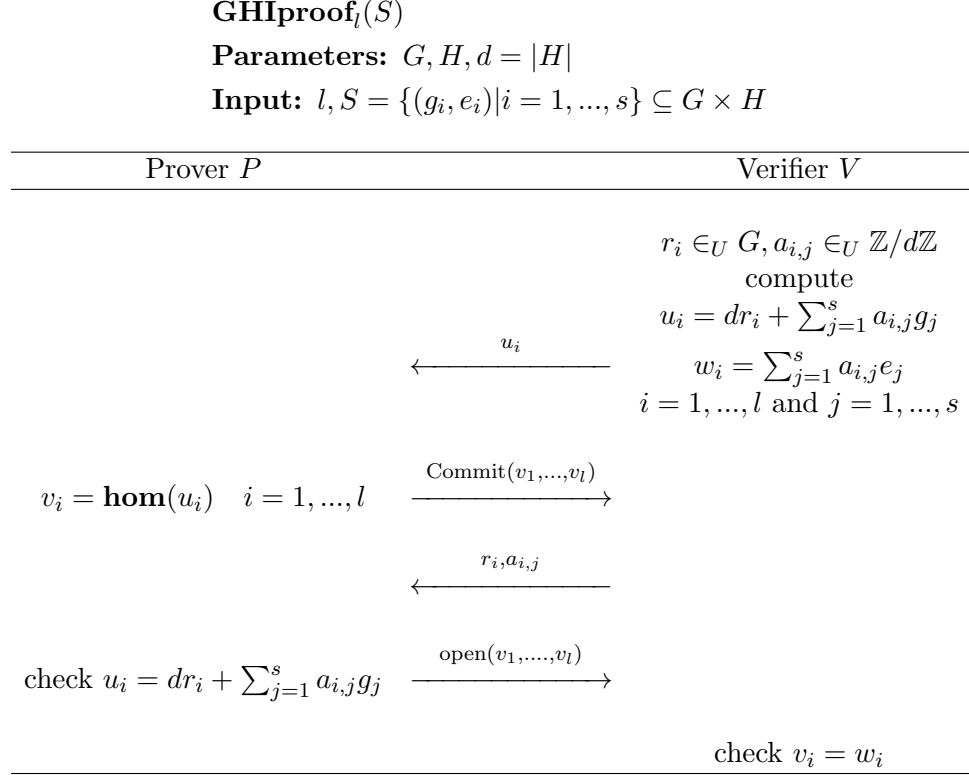 GHIproof_l(S)
Parameters: G, H, d = |H|
Input: l, S = {(g_i, e_i)|i = 1, ..., s} ⊆ G × H
Prover P Verifier V
r_i ∈_U G, a_{i,j} ∈_U ℤ/dℤ
compute
u_i = dr_i + ∑_{j=1}^s a_{i,j}g_j
u_i
← w_i = ∑_{j=1}^s a_{i,j}e_j
i = 1, ..., l and j = 1, ..., s
Commit(v_1,...,v_l)
v_i = hom(u_i) i = 1, ..., l →
r_i,a_{i,j}
←
open(v_1,....,v_l)
check u_i = dr_i + ∑_{j=1}^s a_{i,j}g_j →
check v_i = w_i